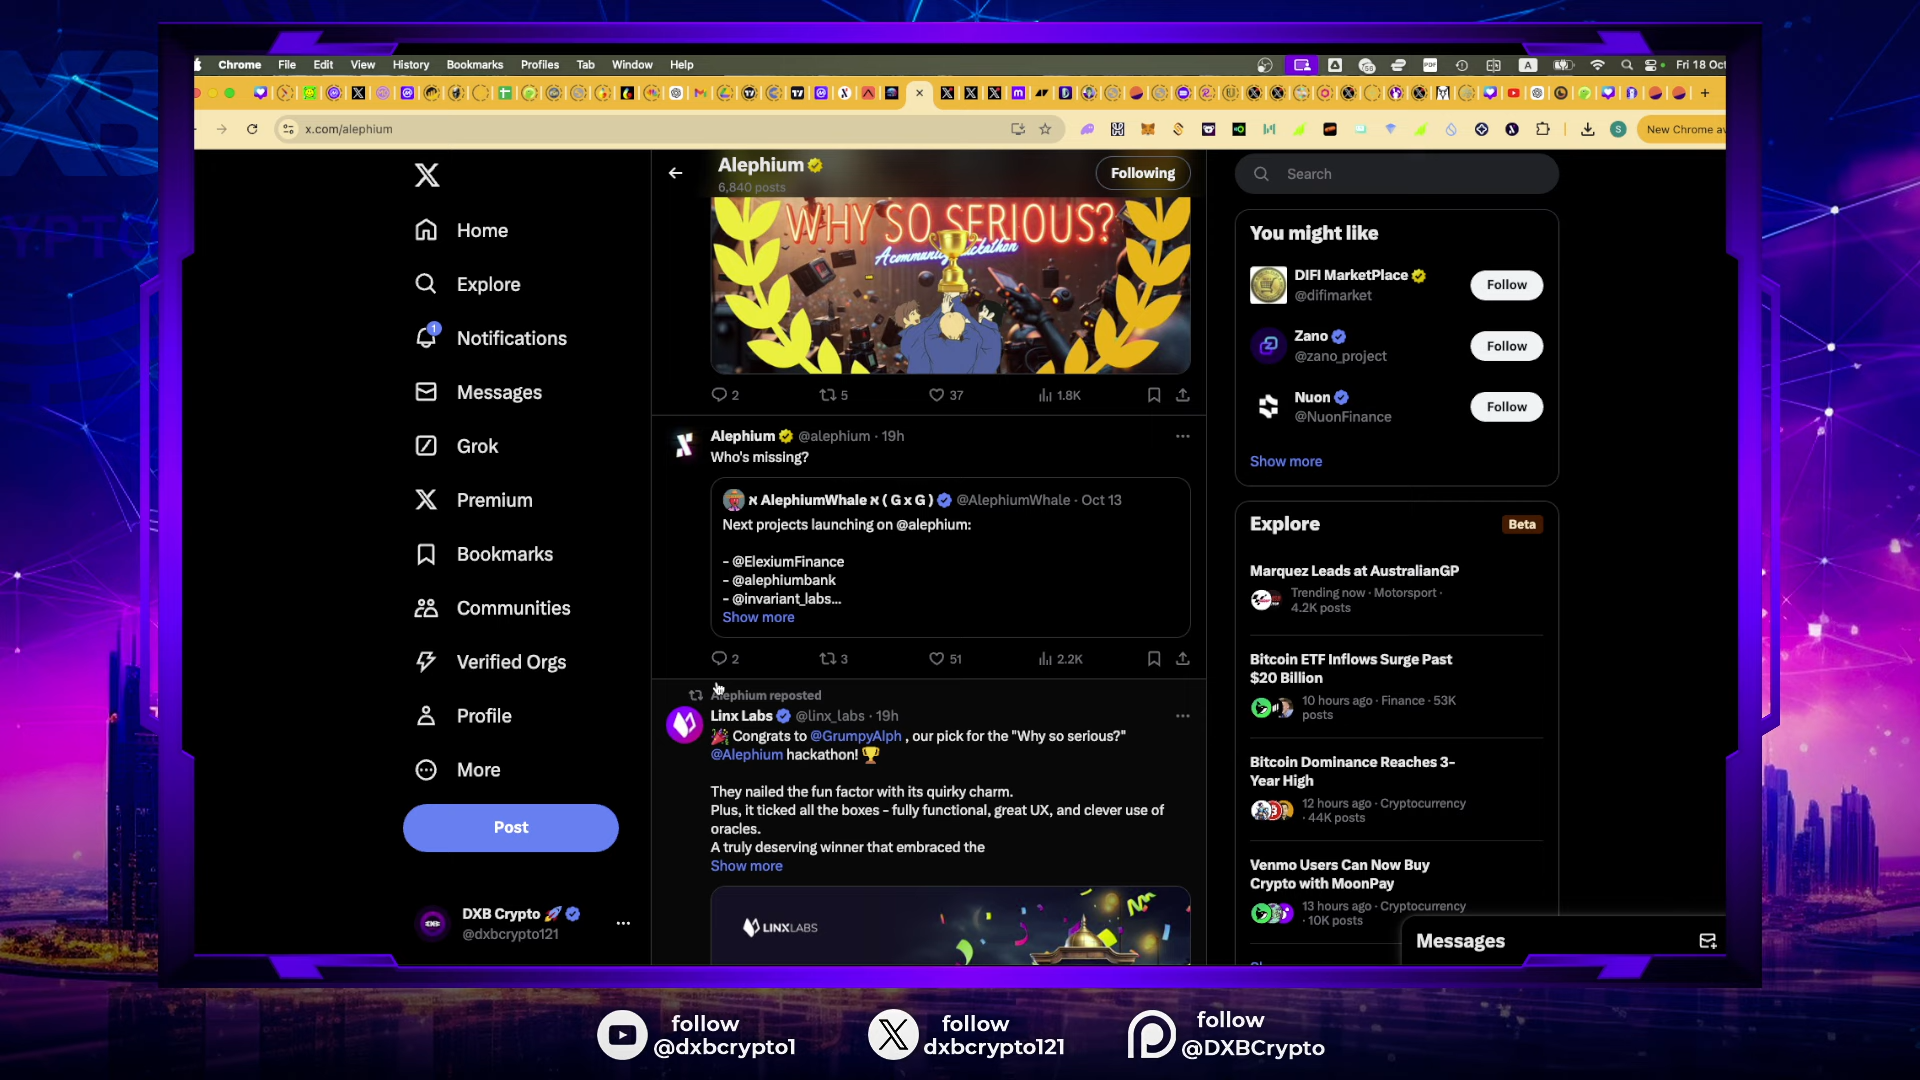 Chrome File Edit View History Bookmarks Profiles Tab Window Help
Fri 18 Oct
x.com/alephium
New Chrome av
Home
Explore
1
Notifications
Messages
Grok
Premium
Bookmarks
Communities
Verified Orgs
Profile
More
Post
DXB Crypto 🚀
@dxbcrypto121
Alephium
6,840 posts
Following
WHY SO SERIOUS?
A community hackathon
2 5 37 1.8K
Alephium @alephium · 19h
Who's missing?
א AlephiumWhale א ( G x G ) @AlephiumWhale · Oct 13
Next projects launching on @alephium:
- @ElexiumFinance
- @alephiumbank
- @invariant_labs...
Show more
2 3 51 2.2K
Alephium reposted
Linx Labs @linx_labs · 19h
🎉 Congrats to @GrumpyAlph , our pick for the "Why so serious?"
@Alephium hackathon! 🏆
They nailed the fun factor with its quirky charm.
Plus, it ticked all the boxes - fully functional, great UX, and clever use of
oracles.
A truly deserving winner that embraced the
Show more
LINXLABS
Search
You might like
DIFI MarketPlace
@difimarket
Follow
Zano
@zano_project
Follow
Nuon
@NuonFinance
Follow
Show more
Explore
Beta
Marquez Leads at AustralianGP
Trending now · Motorsport ·
4.2K posts
Bitcoin ETF Inflows Surge Past
$20 Billion
10 hours ago · Finance · 53K
posts
Bitcoin Dominance Reaches 3-
Year High
12 hours ago · Cryptocurrency
· 44K posts
Venmo Users Can Now Buy
Crypto with MoonPay
13 hours ago · Cryptocurrency
· 10K posts
Messages
follow
@dxbcrypto1
follow
dxbcrypto121
follow
@DXBCrypto